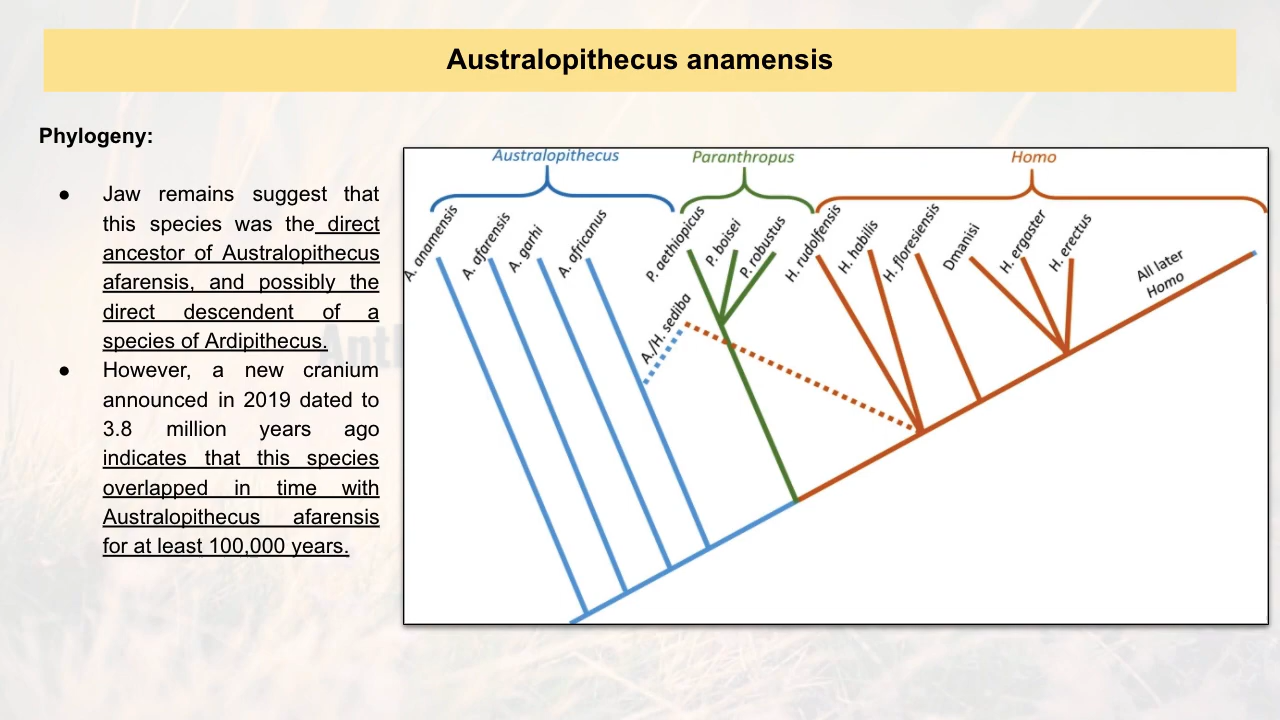 Australopithecus anamensis
Phylogeny:
● Jaw remains suggest that
this species was the direct
ancestor of Australopithecus
afarensis, and possibly the
direct descendent of a
species of Ardipithecus.
● However, a new cranium
announced in 2019 dated to
3.8 million years ago
indicates that this species
overlapped in time with
Australopithecus afarensis
for at least 100,000 years.
Australopithecus
Paranthropus
Homo
A. anamensis
A. afarensis
A. garhi
A. africanus
A./H. sediba
P. aethiopicus
P. boisei
P. robustus
H. rudolfensis
H. habilis
H. floresiensis
Dmanisi
H. ergaster
H. erectus
All later
Homo